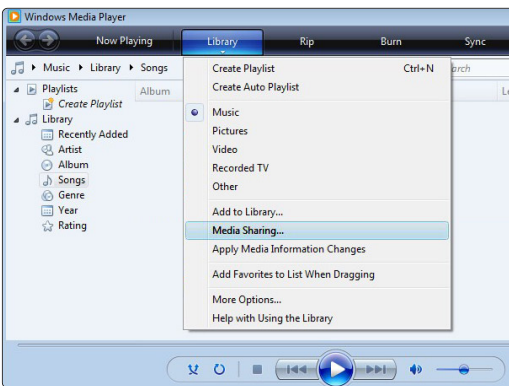 Windows Media Player
Now Playing Library Rip Burn Sync
Music Library Songs
Playlists
Create Playlist
Library
Recently Added
Artist
Album
Songs
Genre
Year
Rating
Album
Create Playlist Ctrl+N
Create Auto Playlist
Music
Pictures
Video
Recorded TV
Other
Add to Library...
Media Sharing...
Apply Media Information Changes
Add Favorites to List When Dragging
More Options...
Help with Using the Library